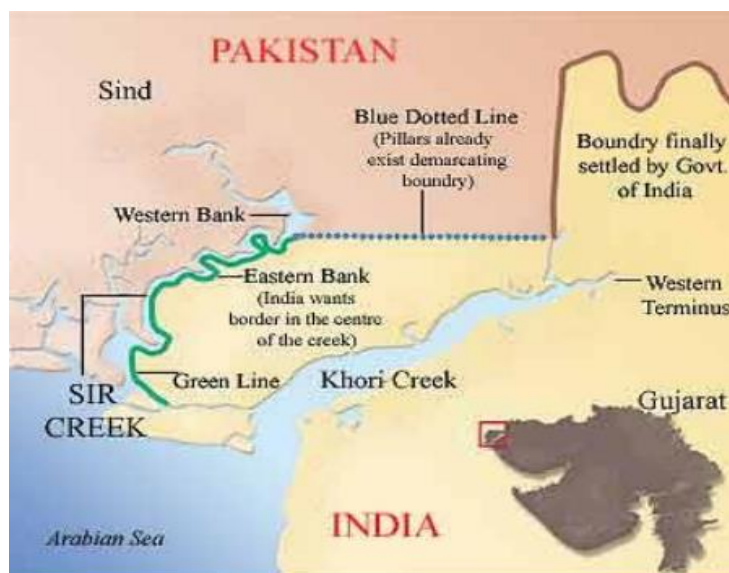 PAKISTAN
Sind
Blue Dotted Line
(Pillars already
exist demarcating
boundry)
Boundry finally
settled by Govt.
of India
Western Bank
Eastern Bank
(India wants
border in the centre
of the creek)
Western
Terminus
Green Line
SIR
CREEK
Khori Creek
Gujarat
INDIA
Arabian Sea